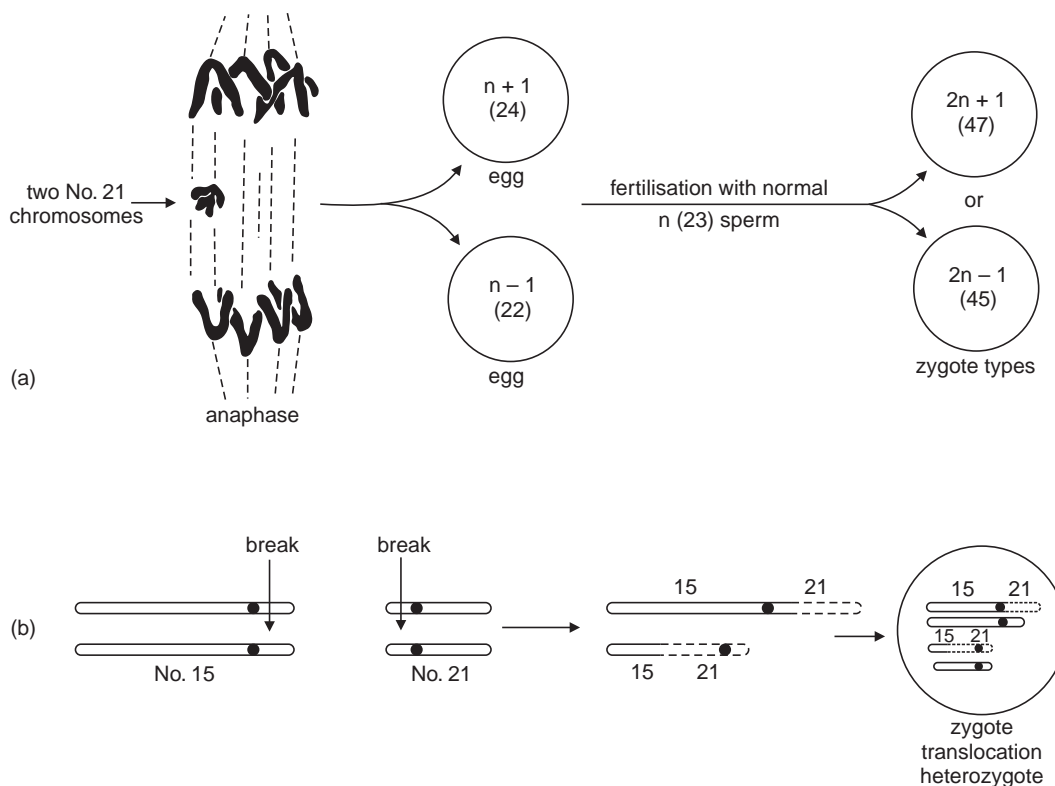 two No. 21
chromosomes
anaphase
n + 1
(24)
egg
n – 1
(22)
egg
fertilisation with normal
n (23) sperm
2n + 1
(47)
or
2n – 1
(45)
zygote types
(a)
break
break
No. 15
No. 21
15
21
15
21
15
21
15
21
zygote
translocation
heterozygote
(b)